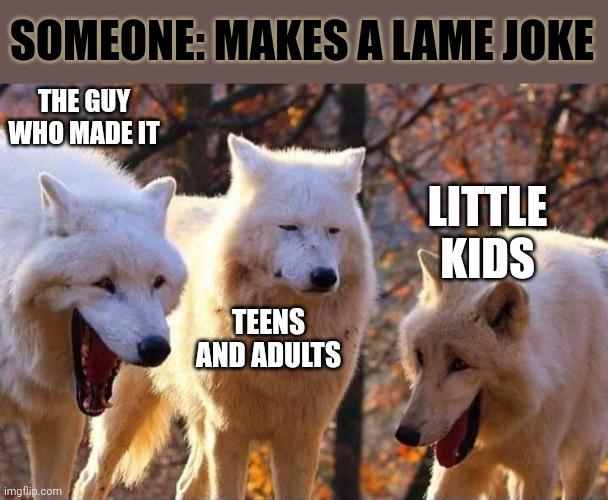 SOMEONE: MAKES A LAME JOKE
THE GUY
WHO MADE IT
LITTLE
KIDS
TEENS
AND ADULTS
imgflip.com